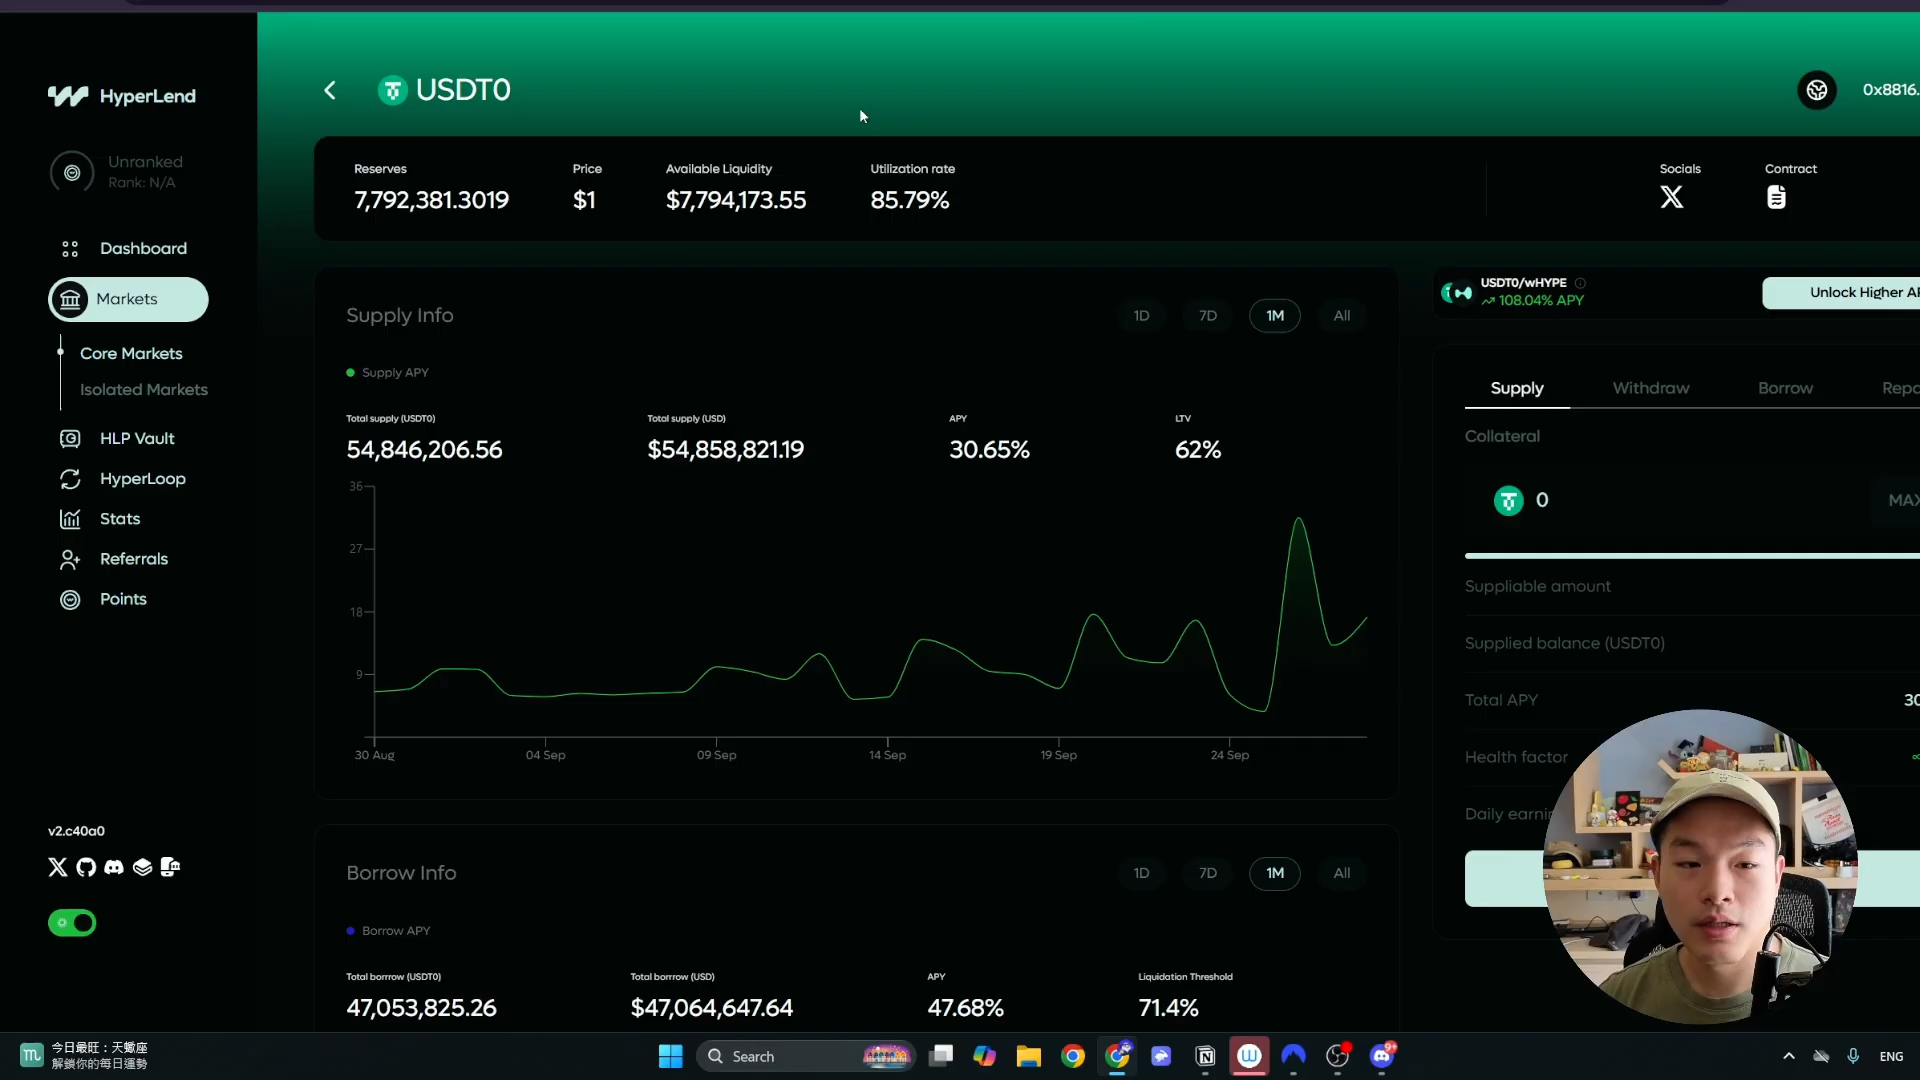 HyperLend
Unranked
Rank: N/A
Dashboard
Markets
Core Markets
Isolated Markets
HLP Vault
HyperLoop
Stats
Referrals
Points
v2.c40a0
USDT0
0x8816.
Reserves
7,792,381.3019
Price
$1
Available Liquidity
$7,794,173.55
Utilization rate
85.79%
Socials
Contract
Supply Info
1D 7D 1M All
Supply APY
Total supply (USDT0)
54,846,206.56
Total supply (USD)
$54,858,821.19
APY
30.65%
LTV
62%
36
27
18
9
30 Aug 04 Sep 09 Sep 14 Sep 19 Sep 24 Sep
Borrow Info
1D 7D 1M All
Borrow APY
Total borrrow (USDT0)
47,053,825.26
Total borrrow (USD)
$47,064,647.64
APY
47.68%
Liquidation Threshold
71.4%
USDT0/wHYPE
108.04% APY
Unlock Higher AP
Supply Withdraw Borrow Repa
Collateral
0
MAX
Suppliable amount
Supplied balance (USDT0)
Total APY 30
Health factor
Daily earnin
今日最旺：天蠍座
解鎖你的每日運勢
Search
9+
ENG